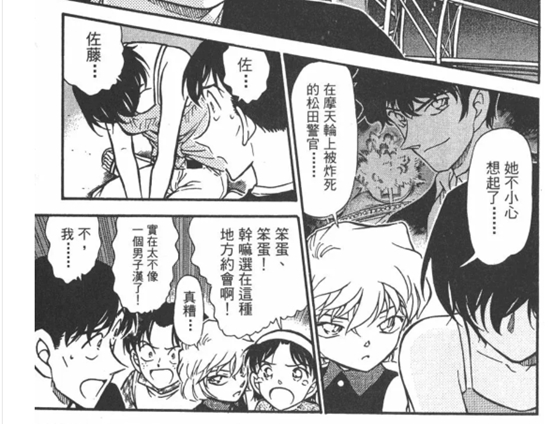 她不小心
想起了……
在摩天輪上被炸死
的松田警官……
佐…
佐藤…
笨蛋、
笨蛋！
幹嘛選在這種
地方約會啊！
真糟…
實在太不像
一個男子漢了！
不，
我……